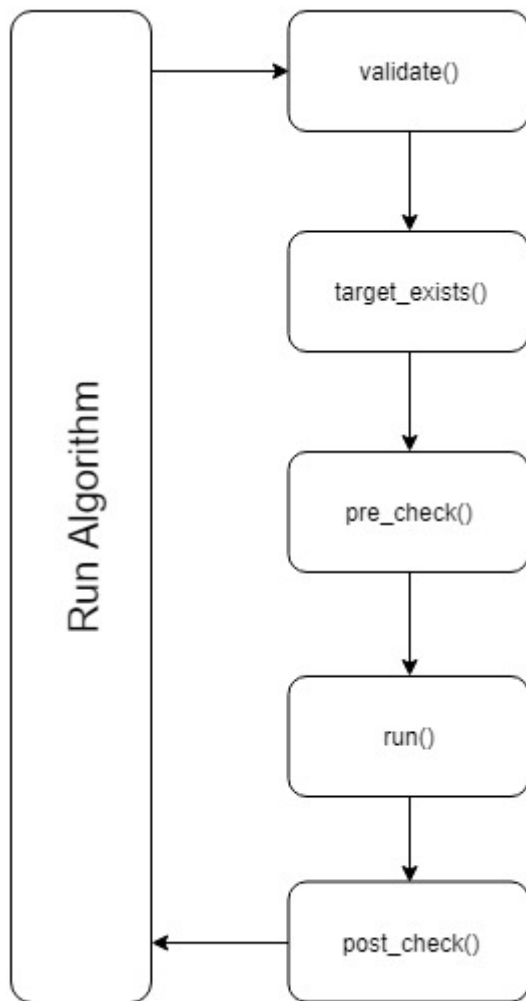 Run Algorithm
validate()
target_exists()
pre_check()
run()
post_check()